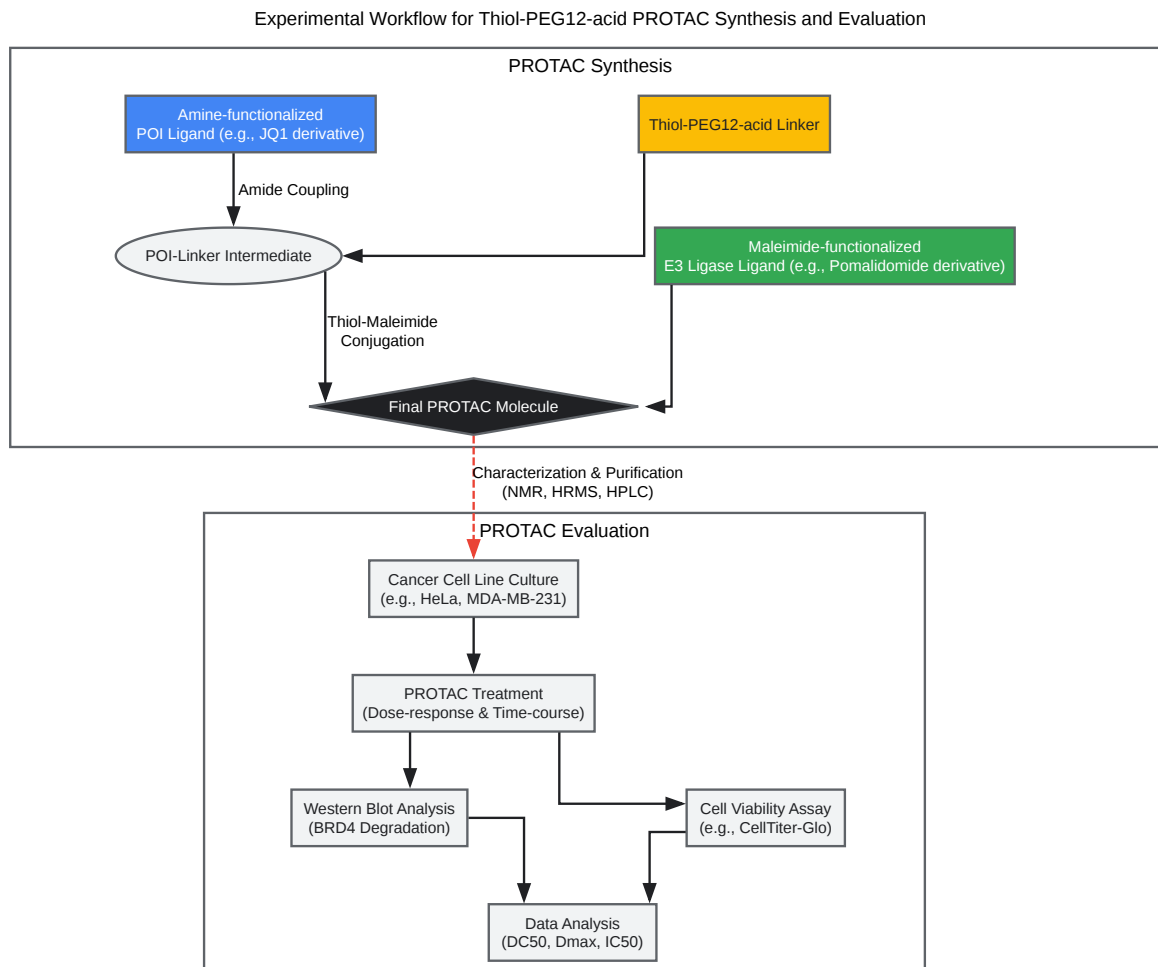 Experimental Workflow for Thiol-PEG12-acid PROTAC Synthesis and Evaluation
PROTAC Synthesis
Amine-functionalized
POI Ligand (e.g., JQ1 derivative)
Thiol-PEG12-acid Linker
Amide Coupling
POI-Linker Intermediate
Maleimide-functionalized
E3 Ligase Ligand (e.g., Pomalidomide derivative)
Thiol-Maleimide
Conjugation
Final PROTAC Molecule
Characterization & Purification
(NMR, HRMS, HPLC)
PROTAC Evaluation
Cancer Cell Line Culture
(e.g., HeLa, MDA-MB-231)
PROTAC Treatment
(Dose-response & Time-course)
Western Blot Analysis
(BRD4 Degradation)
Cell Viability Assay
(e.g., CellTiter-Glo)
Data Analysis
(DC50, Dmax, IC50)